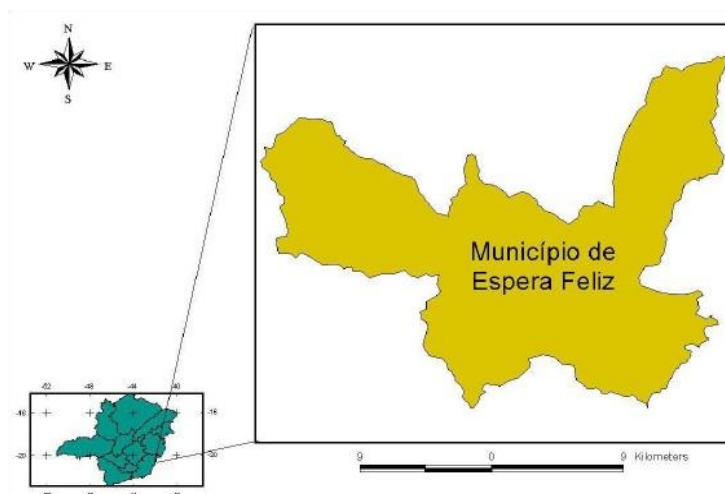 N
W E
S
Município de
Espera Feliz
-52 -48 -44 -40
-16 -16
-20 -20
9 0 9 Kilometers